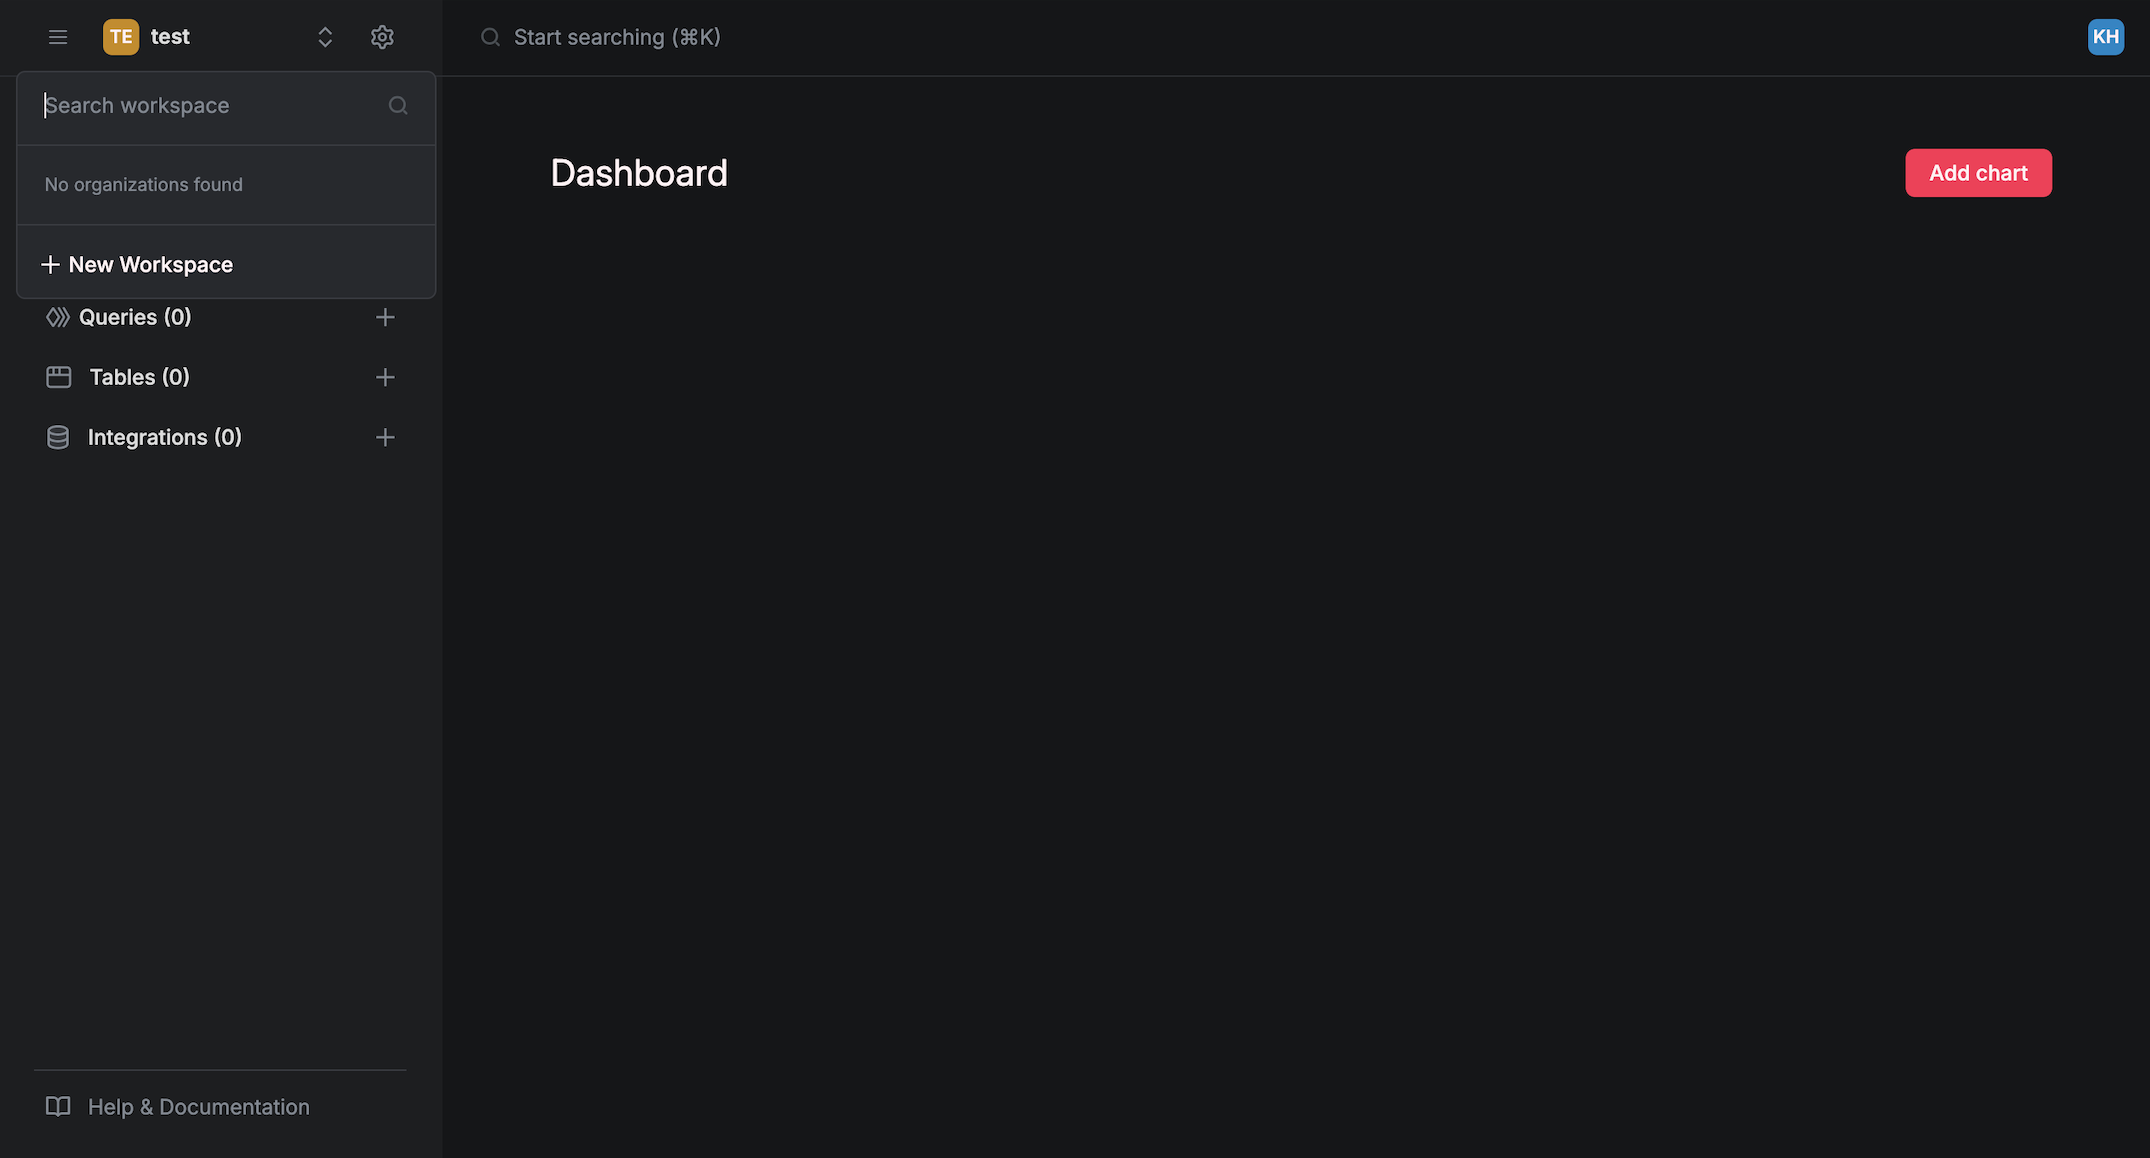 TE test
Start searching (⌘K)
KH
Search workspace
No organizations found
New Workspace
Dashboard
Add chart
Queries (0)
Tables (0)
Integrations (0)
Help & Documentation